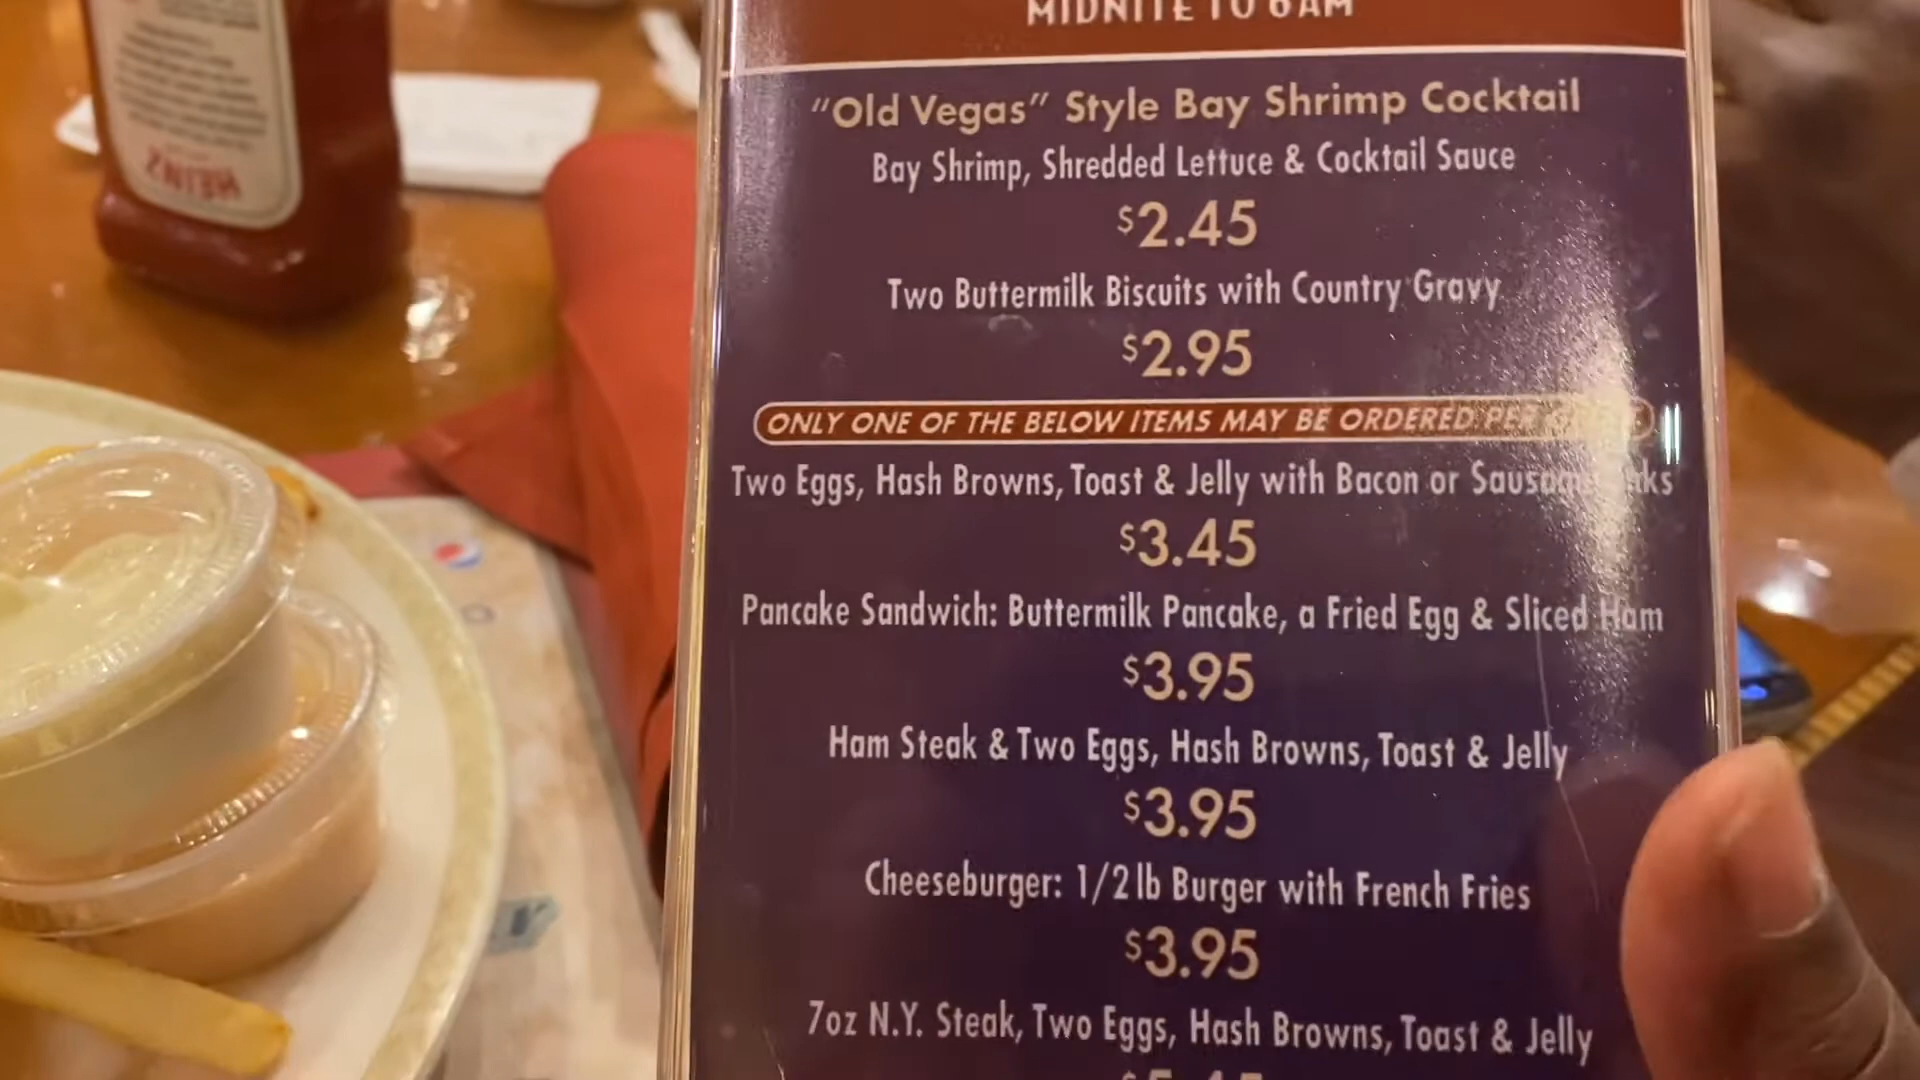 MIDNITE TO 6 AM
"Old Vegas" Style Bay Shrimp Cocktail
Bay Shrimp, Shredded Lettuce & Cocktail Sauce
$2.45
Two Buttermilk Biscuits with Country Gravy
$2.95
ONLY ONE OF THE BELOW ITEMS MAY BE ORDERED PER
Two Eggs, Hash Browns, Toast & Jelly with Bacon or
$3.45
Pancake Sandwich: Buttermilk Pancake, a Fried Egg & Sliced Ham
$3.95
Ham Steak & Two Eggs, Hash Browns, Toast & Jelly
$3.95
Cheeseburger: 1/2 lb Burger with French Fries
$3.95
7oz N.Y. Steak, Two Eggs, Hash Browns, Toast & Jelly
HEINZ